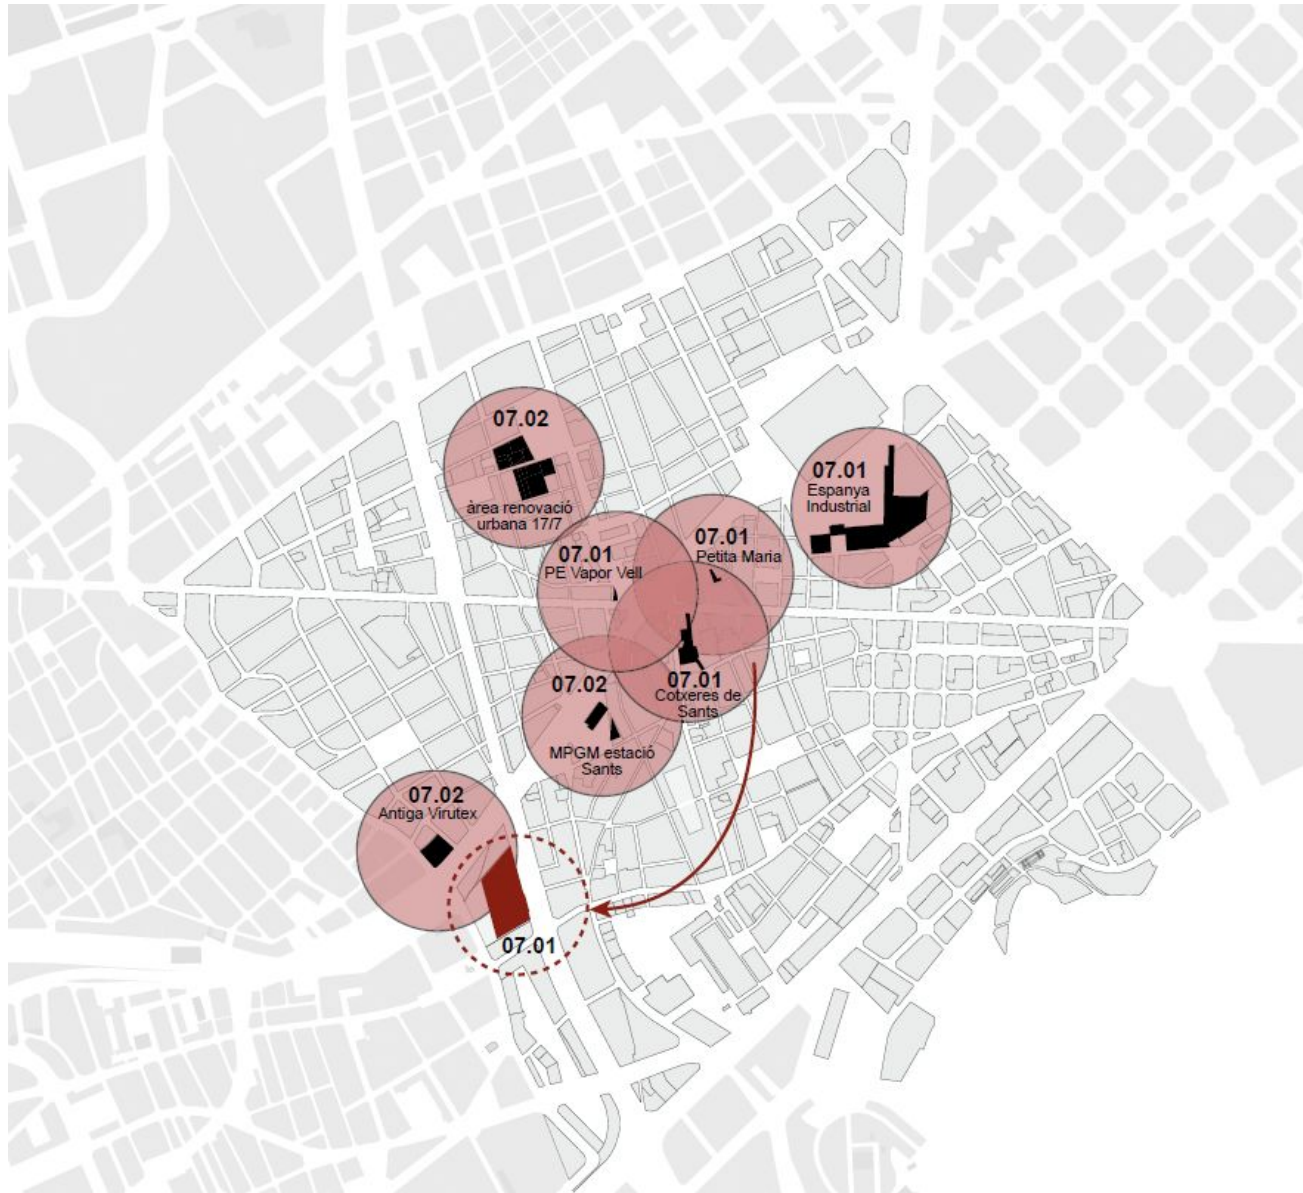 07.02
àrea renovació
urbana 17/7
07.01
Espanya
Industrial
07.01
Petita Maria
07.01
PE Vapor Vell
07.01
Cotxeres de
Sants
07.02
MPGM estació
Sants
07.02
Antiga Virutex
07.01